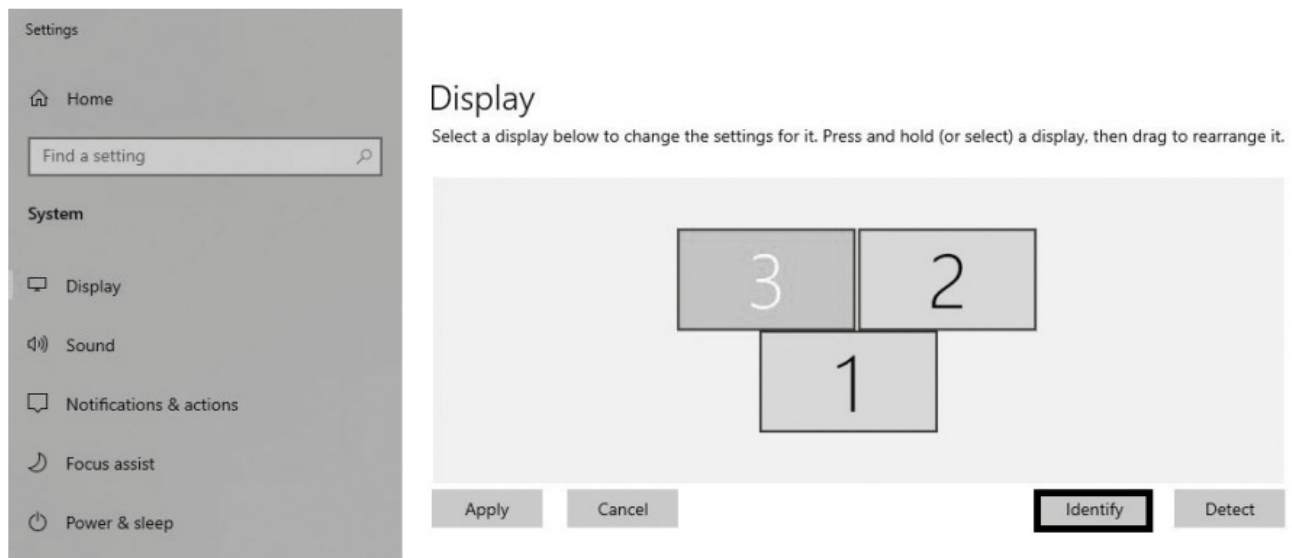 Settings
Home
Find a setting
System
Display
Sound
Notifications & actions
Focus assist
Power & sleep
Display
Select a display below to change the settings for it. Press and hold (or select) a display, then drag to rearrange it.
3 2
1
Apply Cancel Identify Detect